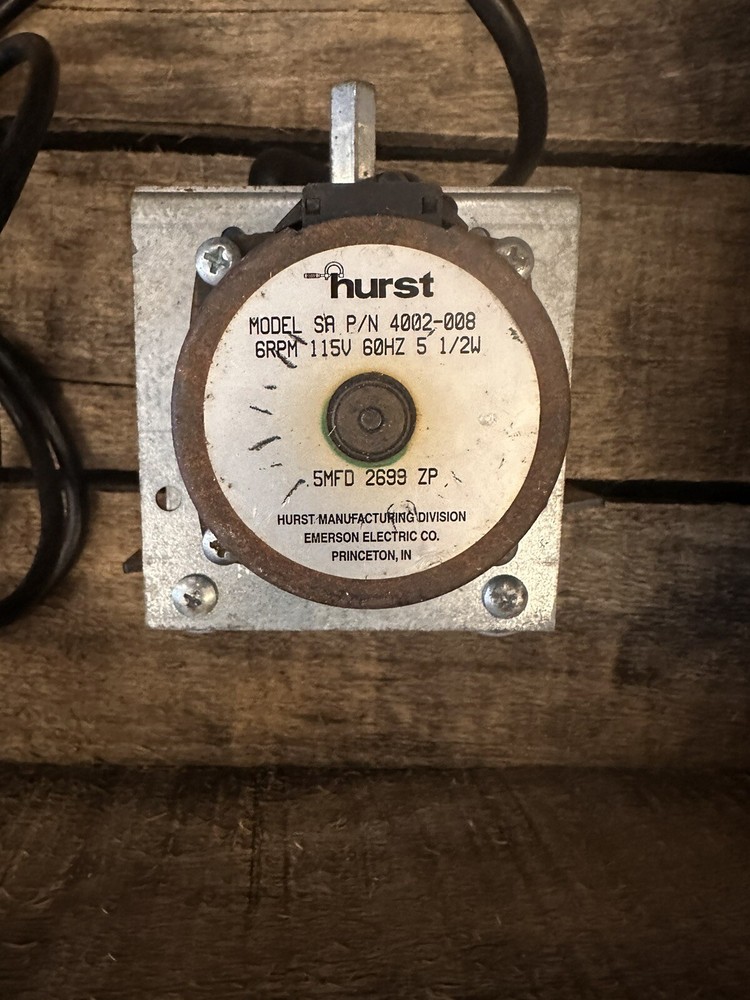 hurst
MODEL SA P/N 4002-008
6RPM 115V 60HZ 5 1/2W
.5MFD 2699 ZP
HURST MANUFACTURING DIVISION
EMERSON ELECTRIC CO.
PRINCETON, IN